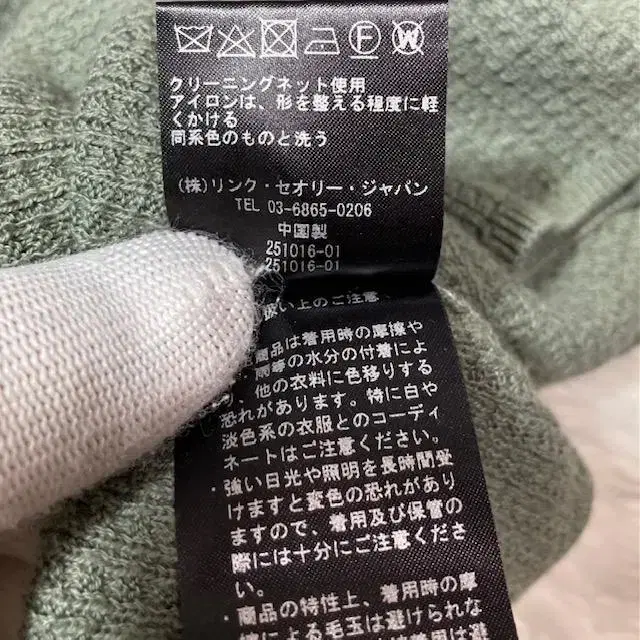 F W
クリーニングネット使用
アイロンは、形を整える程度に軽
くかける
同系色のものと洗う
(株)リンク・セオリー・ジャパン
TEL 03-6865-0206
中国製
251016-01
251016-01
扱い上のご注意
商品は着用時の摩擦や
雨等の水分の付着によ
り、他の衣料に色移りする
恐れがあります。特に白や
淡色系の衣服とのコーディ
ネートはご注意ください。
・強い日光や照明を長時間受
けますと変色の恐れがあり
ますので、着用及び保管の
際には十分にご注意くださ
い。
・商品の特性上、着用時の摩
擦による毛玉は避けられな